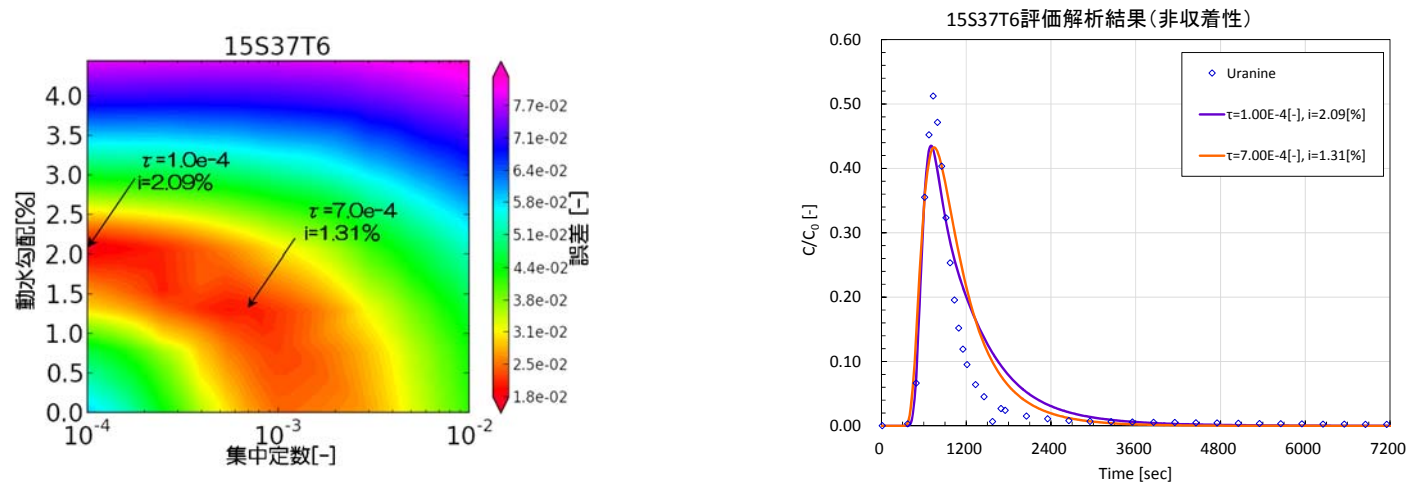 15S37T6
4.0
3.5
3.0
2.5
2.0
1.5
1.0
0.5
0.0
動水勾配[%]
τ=1.0e-4
i=2.09%
τ=7.0e-4
i=1.31%
10⁻⁴
10⁻³
10⁻²
集中定数[-]
7.7e-02
7.1e-02
6.4e-02
5.8e-02
5.1e-02
4.4e-02
3.8e-02
3.1e-02
2.5e-02
1.8e-02
誤差 [-]
15S37T6評価解析結果(非収着性)
0.60
0.50
0.40
0.30
0.20
0.10
0.00
C/C₀ [-]
Uranine
τ=1.00E-4[-], i=2.09[%]
τ=7.00E-4[-], i=1.31[%]
0
1200
2400
3600
4800
6000
7200
Time [sec]